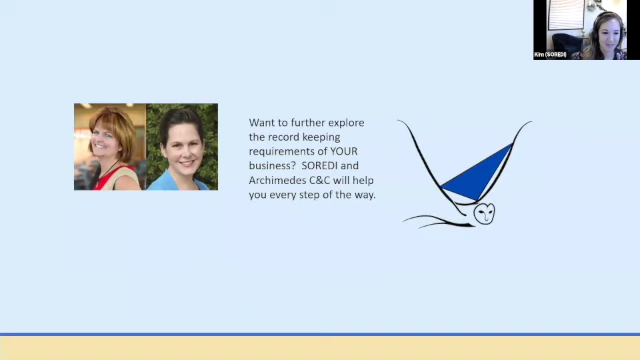 Kim (SOREDI)
Want to further explore
the record keeping
requirements of YOUR
business?  SOREDI and
Archimedes C&C will help
you every step of the way.